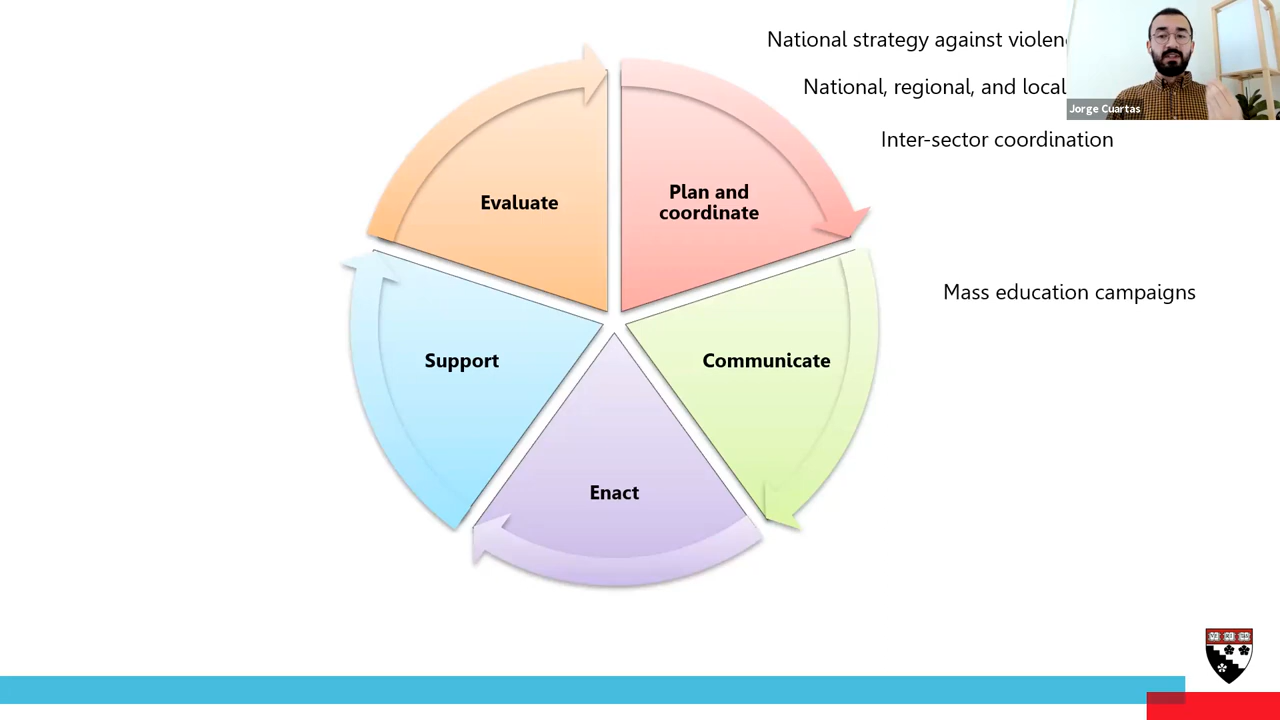 National strategy against
National, regional, and local
Jorge Cuartas
Inter-sector coordination
Evaluate
Plan and
coordinate
Mass education campaigns
Support
Communicate
Enact